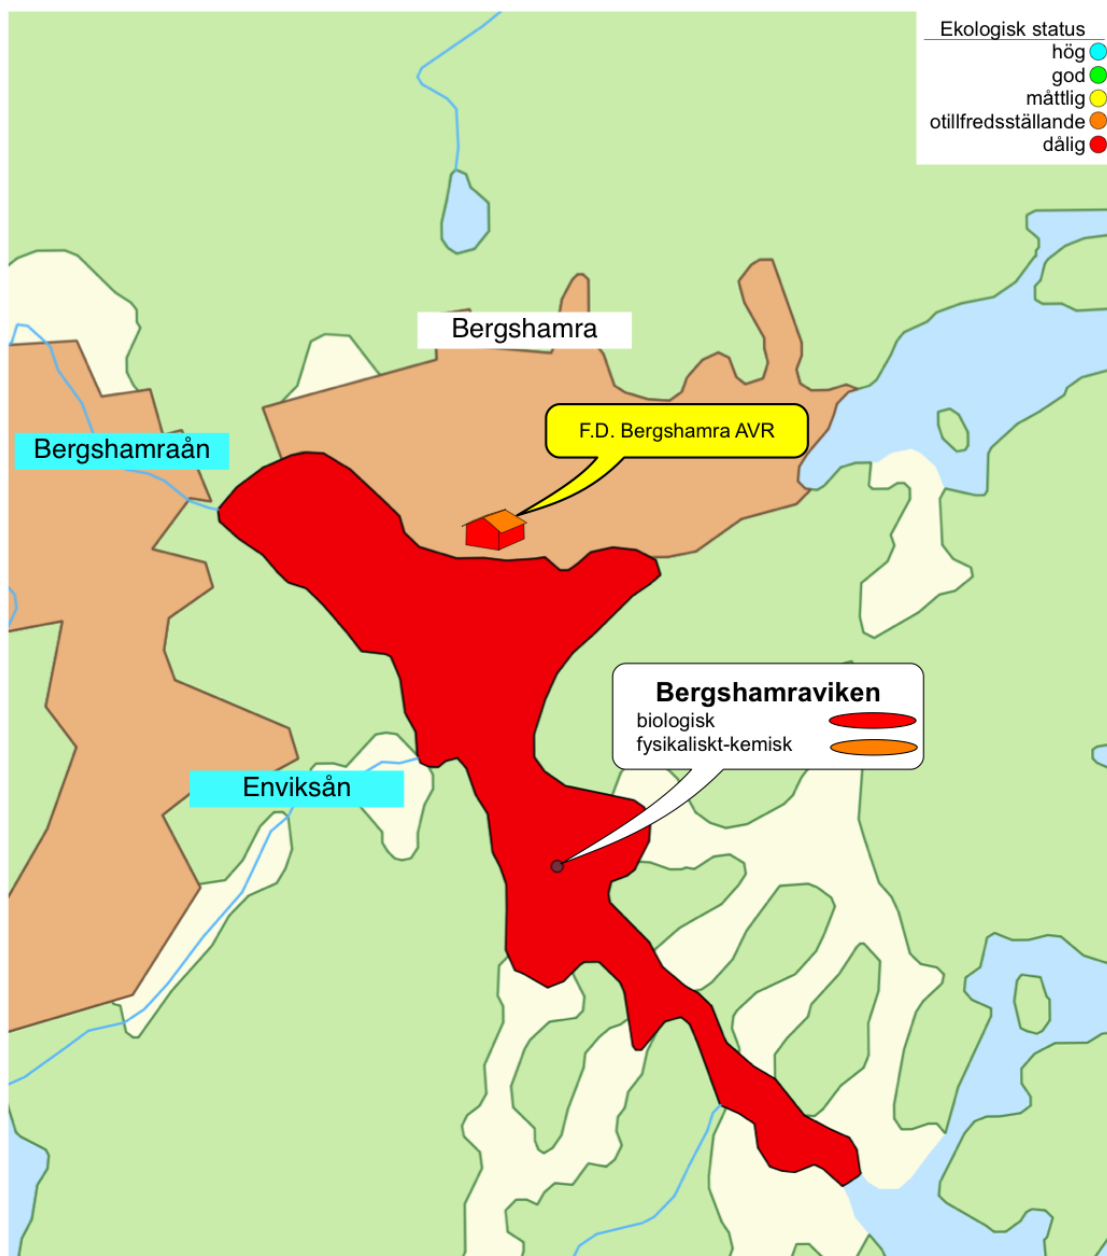 Ekologisk status
hög
god
måttlig
otillfredsställande
dålig
Bergshamra
F.D. Bergshamra AVR
Bergshamraån
Bergshamraviken
biologisk
fysikaliskt-kemisk
Enviksån